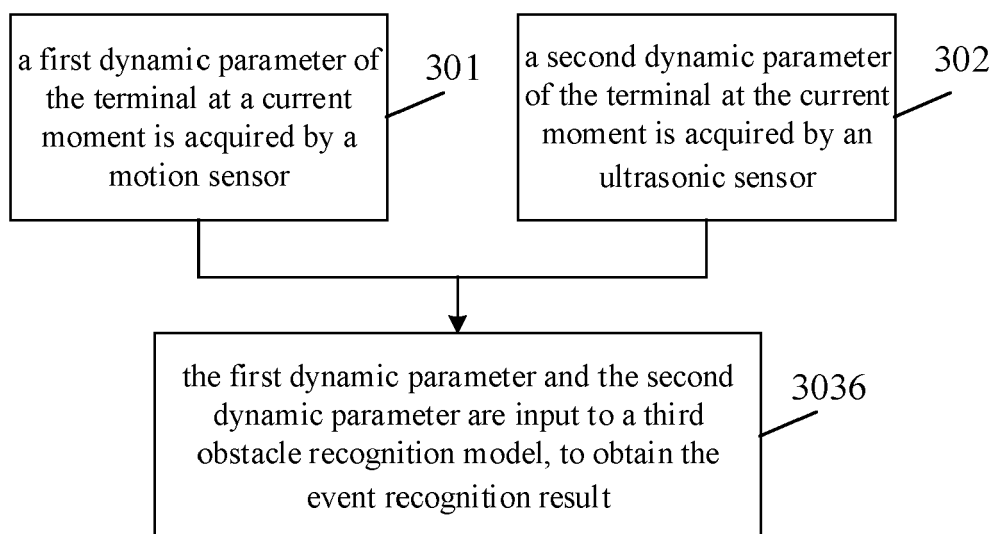 a first dynamic parameter of
the terminal at a current
moment is acquired by a
motion sensor
301
a second dynamic parameter
of the terminal at the current
moment is acquired by an
ultrasonic sensor
302
the first dynamic parameter and the second
dynamic parameter are input to a third
obstacle recognition model, to obtain the
event recognition result
3036